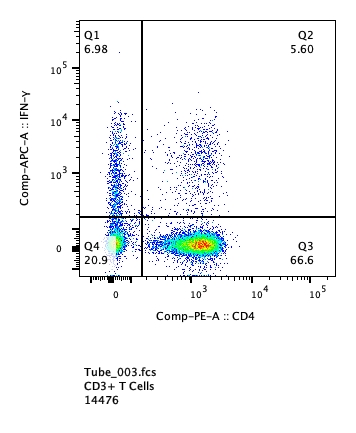 Q1
6.98
Q2
5.60
10^5
10^4
10^3
0
Q4
20.9
Q3
66.6
0
10^3
10^4
10^5
Comp-APC-A :: IFN-γ
Comp-PE-A :: CD4
Tube_003.fcs
CD3+ T Cells
14476